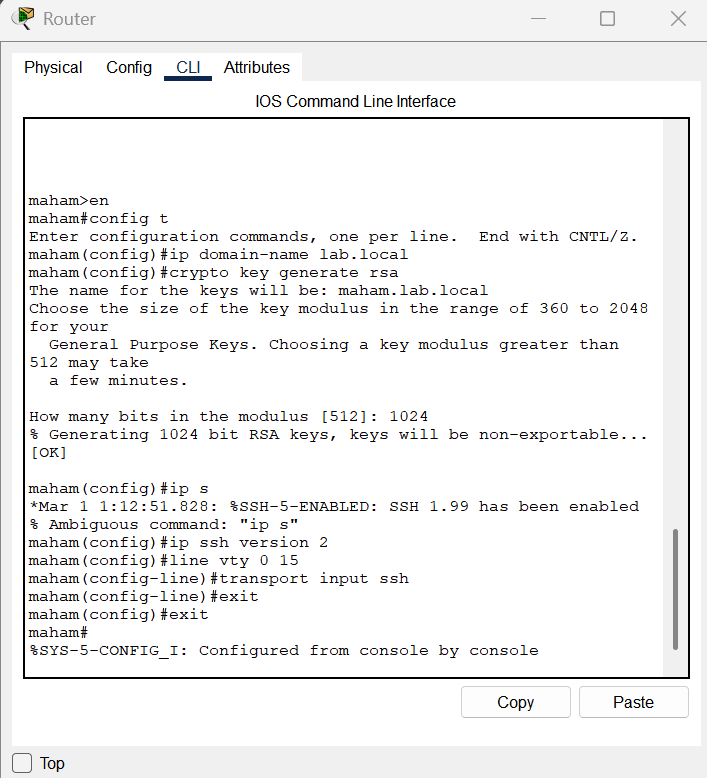 Router
Physical Config CLI Attributes
IOS Command Line Interface
maham>en
maham#config t
Enter configuration commands, one per line.  End with CNTL/Z.
maham(config)#ip domain-name lab.local
maham(config)#crypto key generate rsa
The name for the keys will be: maham.lab.local
Choose the size of the key modulus in the range of 360 to 2048
for your
  General Purpose Keys. Choosing a key modulus greater than
512 may take
  a few minutes.
How many bits in the modulus [512]: 1024
% Generating 1024 bit RSA keys, keys will be non-exportable...
[OK]
maham(config)#ip s
*Mar 1 1:12:51.828: %SSH-5-ENABLED: SSH 1.99 has been enabled
% Ambiguous command: "ip s"
maham(config)#ip ssh version 2
maham(config)#line vty 0 15
maham(config-line)#transport input ssh
maham(config-line)#exit
maham(config)#exit
maham#
%SYS-5-CONFIG_I: Configured from console by console
Copy Paste
Top